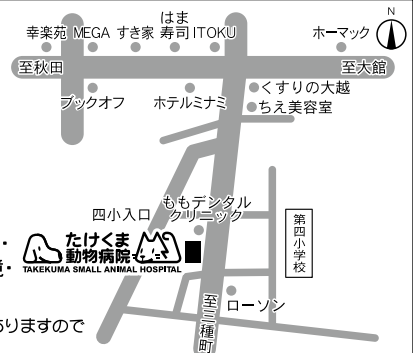 N
幸楽苑 MEGA すき家 はま寿司 ITOKU ホーマック
至秋田
至大館
ブックオフ
ホテルミナミ
くすりの大越
ちえ美容室
ももデンタル
クリニック
四小入口
第四小学校
たけくま
動物病院
TAKEKUMA SMALL ANIMAL HOSPITAL
ローソン
至三種町
ありますので